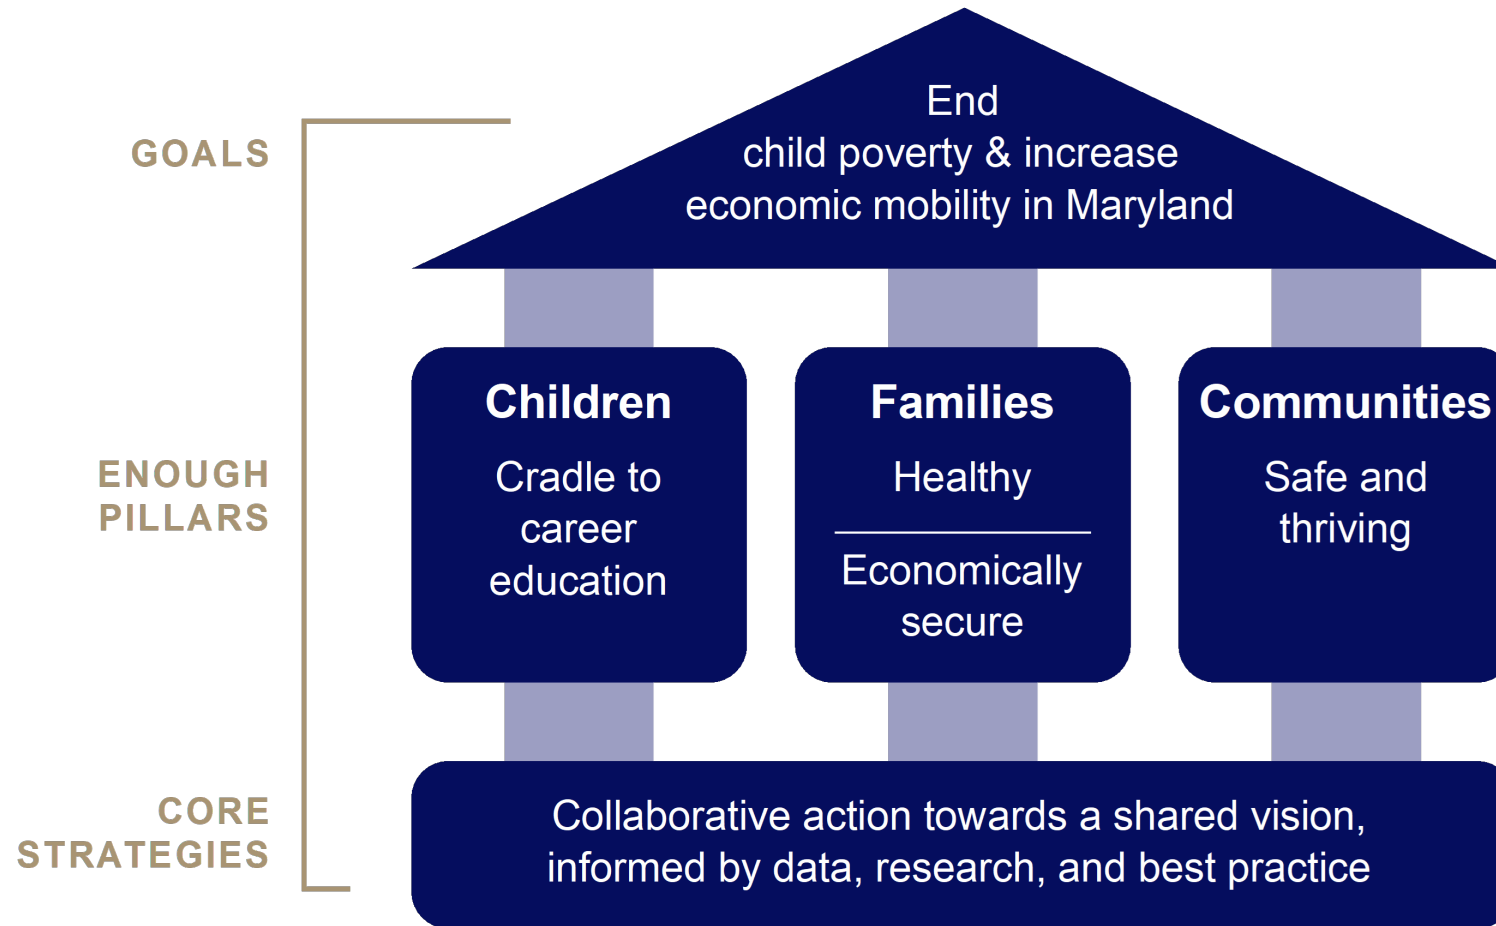 GOALS
End
child poverty & increase
economic mobility in Maryland
ENOUGH
PILLARS
Children
Cradle to
career
education
Families
Healthy
Economically
secure
Communities
Safe and
thriving
CORE
STRATEGIES
Collaborative action towards a shared vision,
informed by data, research, and best practice